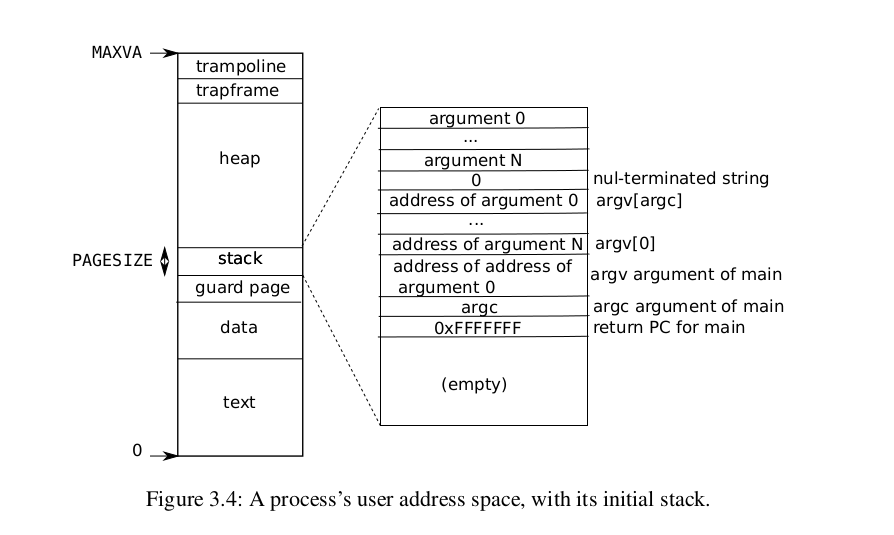 MAXVA
trampoline
trapframe
heap
PAGESIZE
stack
guard page
data
text
0
argument 0
...
argument N
0
nul-terminated string
address of argument 0
argv[argc]
...
address of argument N
argv[0]
address of address of
argument 0
argv argument of main
argc
argc argument of main
0xFFFFFFF
return PC for main
(empty)
Figure 3.4: A process's user address space, with its initial stack.